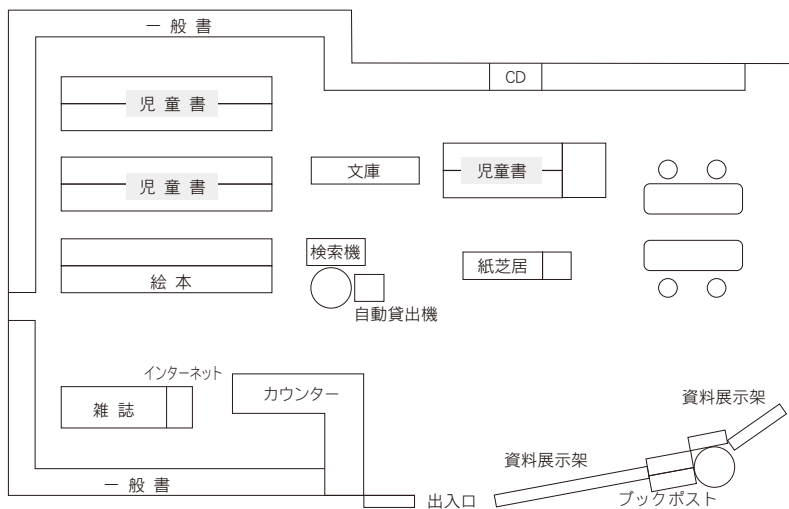 一般書
CD
児童書
文庫
児童書
児童書
検索機
紙芝居
絵本
自動貸出機
インターネット
カウンター
雑誌
資料展示架
資料展示架
一般書
出入口
ブックポスト